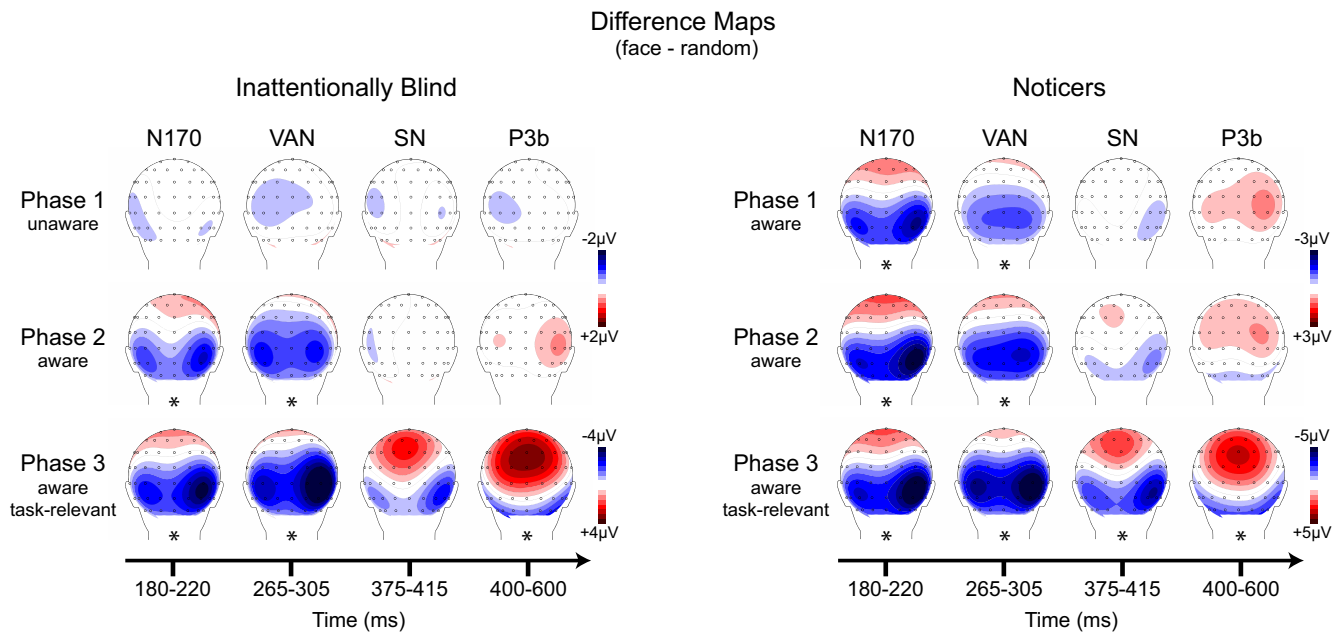 Difference Maps
(face - random)
Inattentionally Blind
Noticers
N170 VAN SN P3b
N170 VAN SN P3b
Phase 1
unaware
Phase 1
aware
-2µV
+2µV
-3µV
+3µV
* *
Phase 2
aware
Phase 2
aware
* *
* *
Phase 3
aware
task-relevant
Phase 3
aware
task-relevant
-4µV
+4µV
-5µV
+5µV
* * *
* * * *
180-220 265-305 375-415 400-600
180-220 265-305 375-415 400-600
Time (ms)
Time (ms)